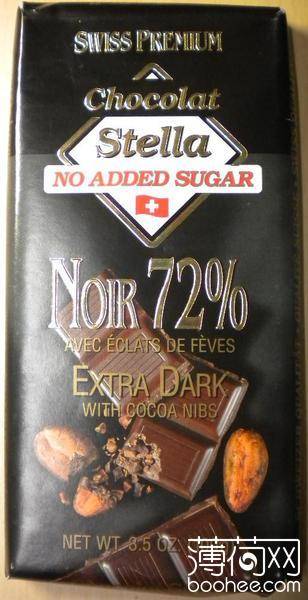 SWISS PREMIUM
Chocolat
Stella
NO ADDED SUGAR
NOIR 72%
AVEC ÉCLATS DE FÈVES
EXTRA DARK
WITH COCOA NIBS
NET WT. 3.5 OZ.
薄荷网
boohee.com